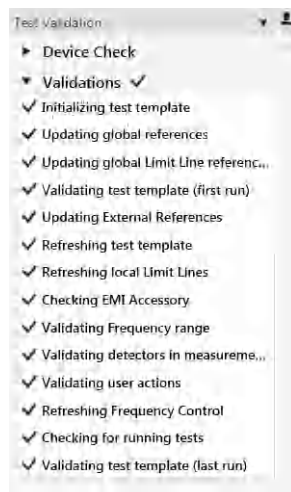 Test Validation
Device Check
Validations
Initializing test template
Updating global references
Updating global Limit Line referenc...
Validating test template (first run)
Updating External References
Refreshing test template
Refreshing local Limit Lines
Checking EMI Accessory
Validating Frequency range
Validating detectors in measureme...
Validating user actions
Refreshing Frequency Control
Checking for running tests
Validating test template (last run)